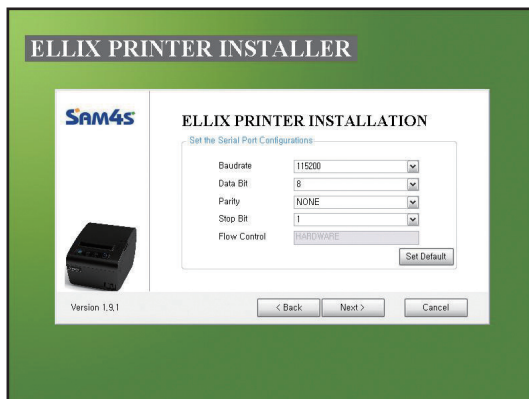 ELLIX PRINTER INSTALLER
SAM4S
ELLIX PRINTER INSTALLATION
Set the Serial Port Configurations
Baudrate 115200
Data Bit 8
Parity NONE
Stop Bit 1
Flow Control HARDWARE
Set Default
Version 1,9,1 < Back Next > Cancel